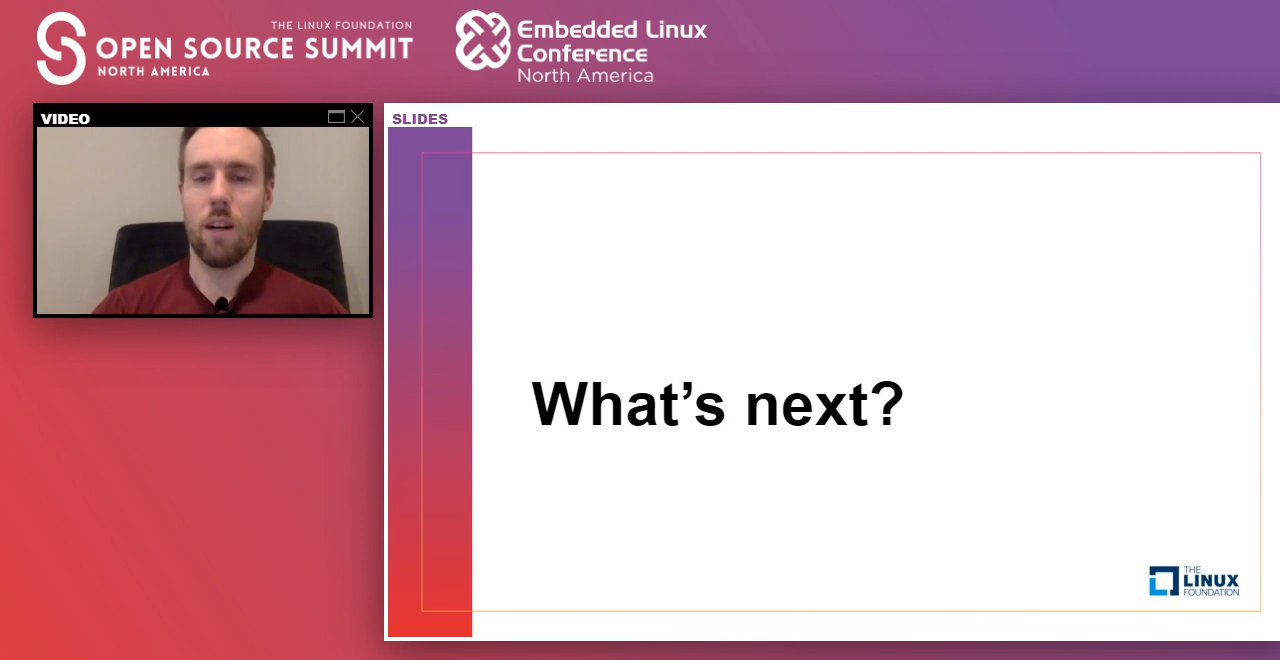 THE LINUX FOUNDATION
OPEN SOURCE SUMMIT
NORTH AMERICA
Embedded Linux
Conference
North America
VIDEO
SLIDES
What’s next?
THE
LINUX
FOUNDATION